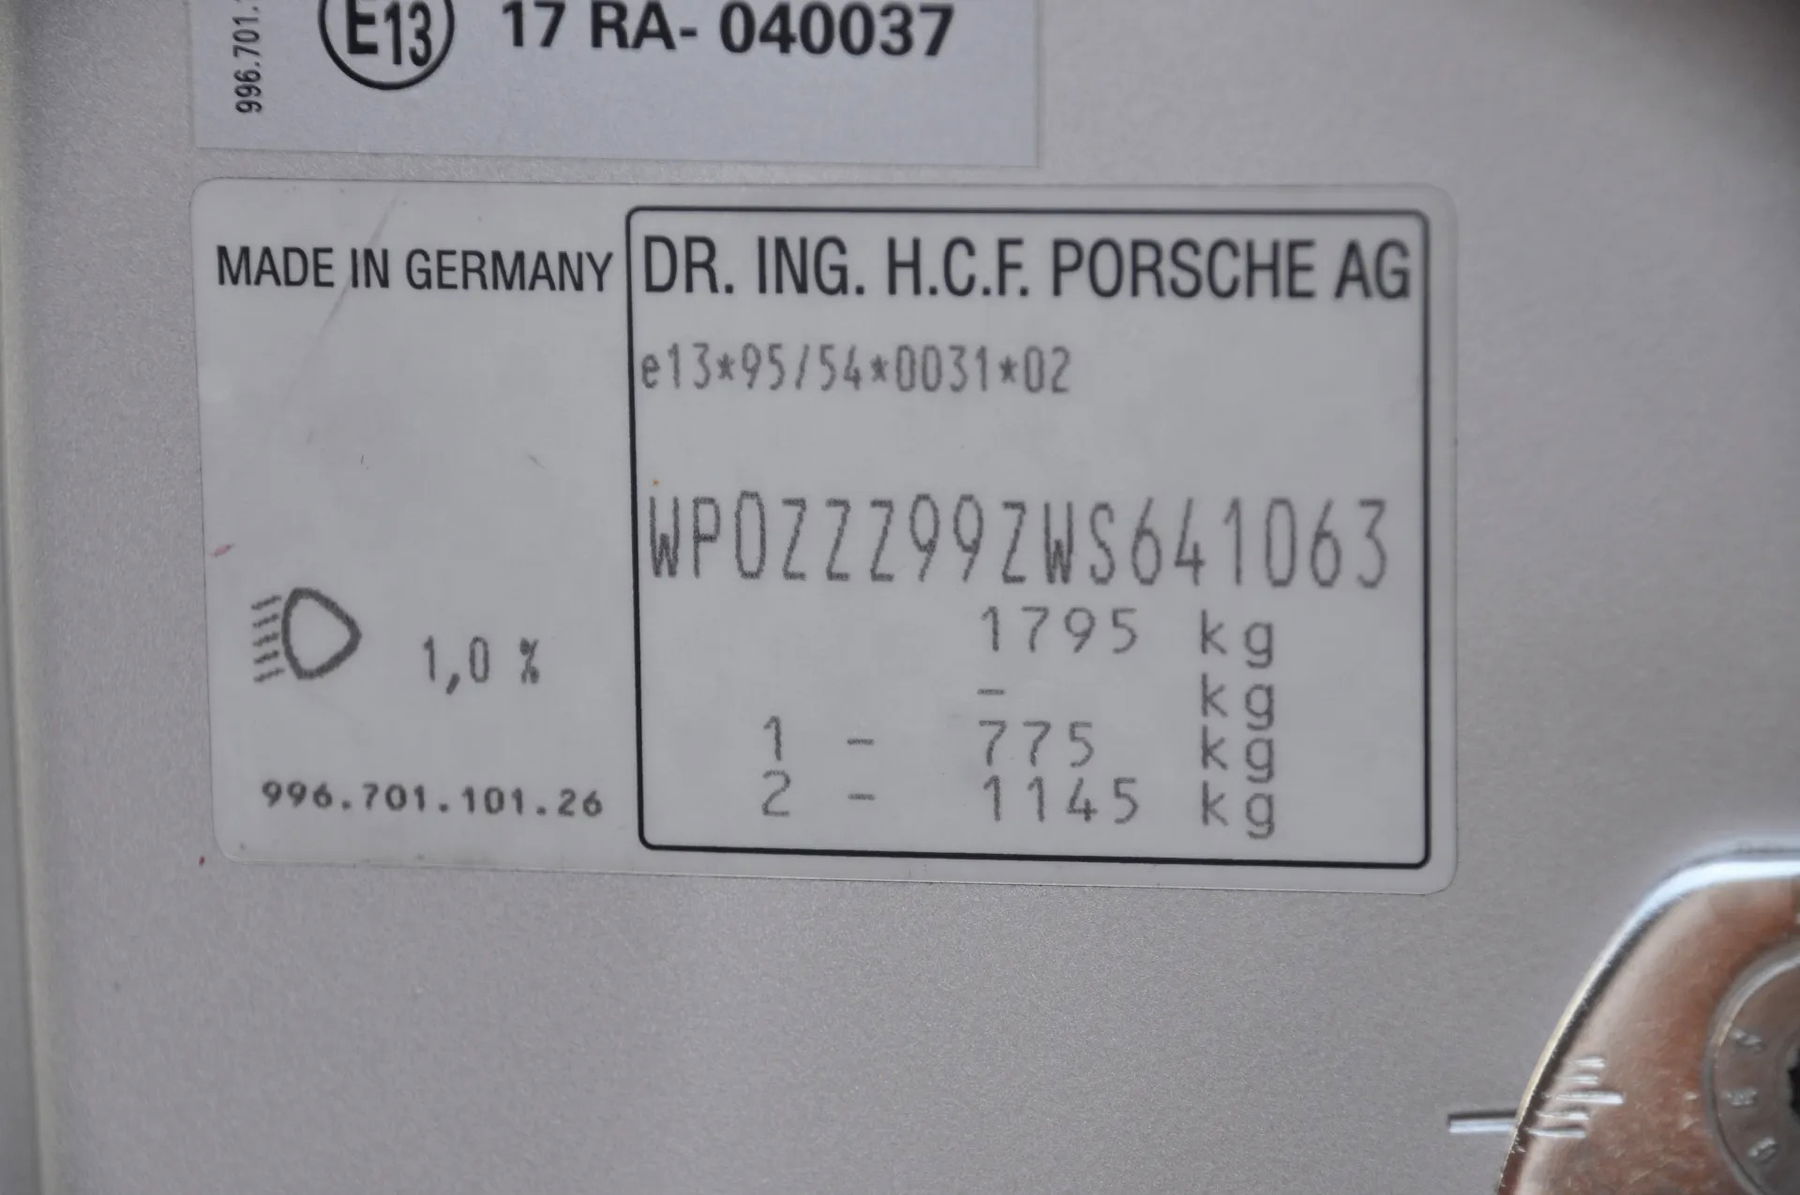 996.701.
E13 17 RA- 040037
MADE IN GERMANY
DR. ING. H.C.F. PORSCHE AG
e13*95/54*0031*02
WP0ZZZ99ZWS641063
1795 kg
- kg
1 - 775 kg
2 - 1145 kg
1,0 %
996.701.101.26